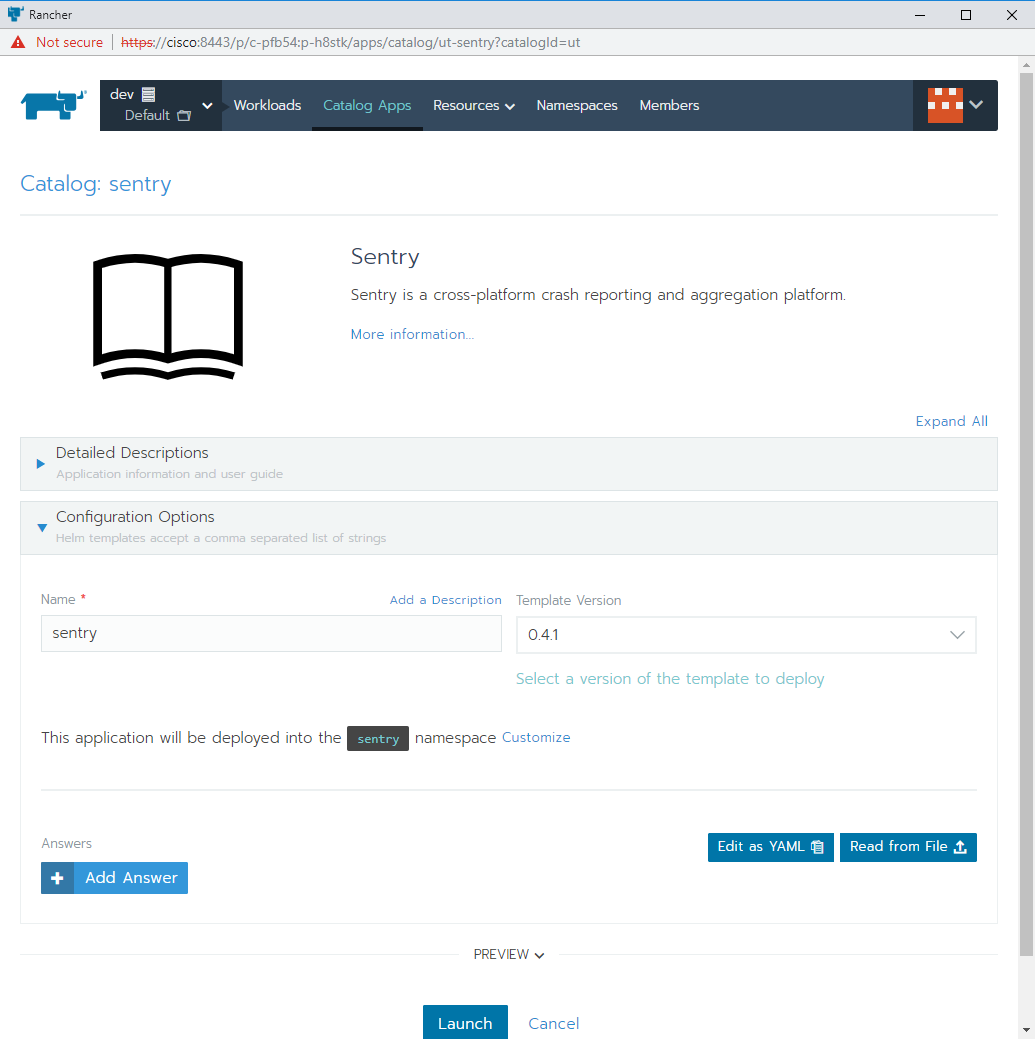 Rancher
Not secure | https://cisco:8443/p/c-pfb54:p-h8stk/apps/catalog/ut-sentry?catalogId=ut
dev
Default
Workloads Catalog Apps Resources Namespaces Members
Catalog: sentry
Sentry
Sentry is a cross-platform crash reporting and aggregation platform.
More information...
Expand All
Detailed Descriptions
Application information and user guide
Configuration Options
Helm templates accept a comma separated list of strings
Name * Add a Description Template Version
sentry 0.4.1
Select a version of the template to deploy
This application will be deployed into the sentry namespace Customize
Answers
Edit as YAML Read from File
+ Add Answer
PREVIEW
Launch Cancel